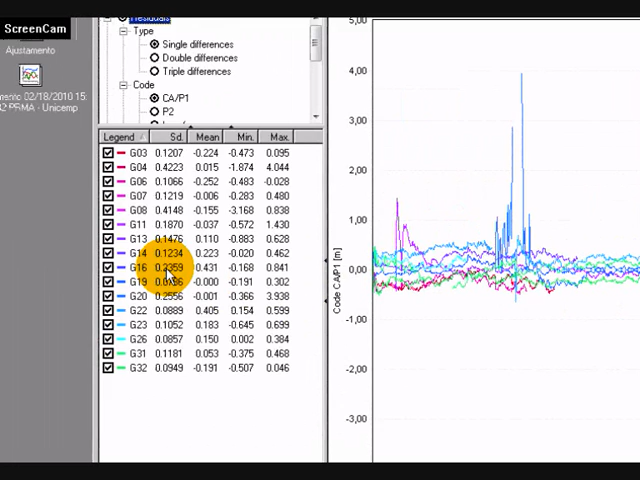 ScreenCam
Ajustamento
mento 02/18/2010 15:
- Unicemp
Residuals
Type
Single differences
Double differences
Triple differences
Code
CA/P1
P2
Legend Sd. Mean Min. Max.
G03 0.1207 -0.224 -0.473 0.095
G04 0.4223 0.015 -1.874 4.044
G06 0.1066 -0.252 -0.483 -0.028
G07 0.1219 -0.006 -0.283 0.480
G08 0.4148 -0.155 -3.168 0.838
G11 0.1870 -0.037 -0.572 1.430
G13 0.1476 0.110 -0.883 0.628
G14 0.1234 0.223 -0.020 0.462
G16 0.2359 0.431 -0.168 0.841
G19 -0.000 -0.191 0.302
G20 0.2556 -0.001 -0.366 3.938
G22 0.0889 0.405 0.154 0.599
G23 0.1052 0.183 -0.645 0.699
G26 0.0857 0.150 0.002 0.384
G31 0.1181 0.053 -0.375 0.468
G32 0.0949 -0.191 -0.507 0.046
Code CA/P1 [m]
5,00
4,00
3,00
2,00
1,00
0,00
-1,00
-2,00
-3,00